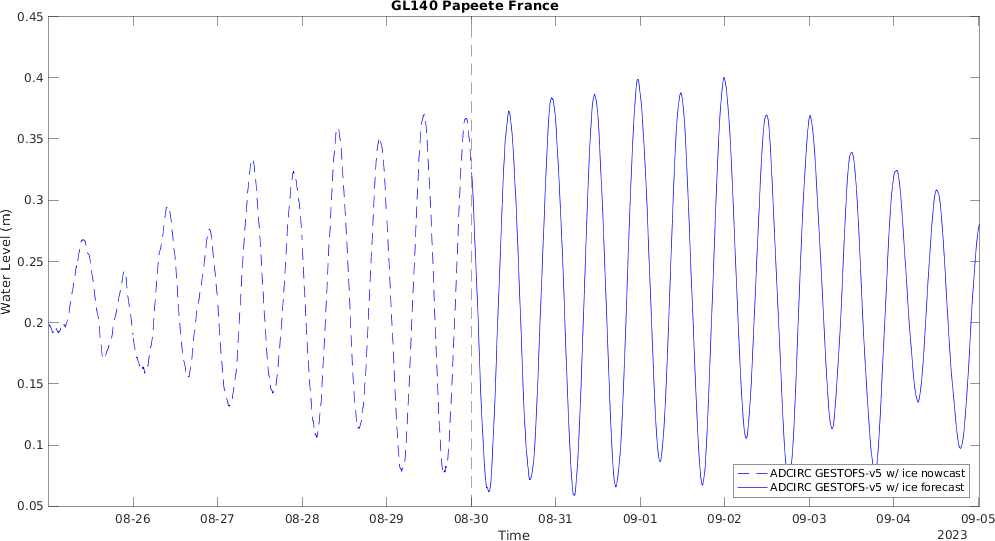 GL140 Papeete France
0.45
0.4
0.35
0.3
0.25
0.2
0.15
0.1
0.05
Water Level (m)
ADCIRC GESTOFS-v5 w/ ice nowcast
ADCIRC GESTOFS-v5 w/ ice forecast
08-26 08-27 08-28 08-29 08-30 08-31 09-01 09-02 09-03 09-04 09-05
Time
2023